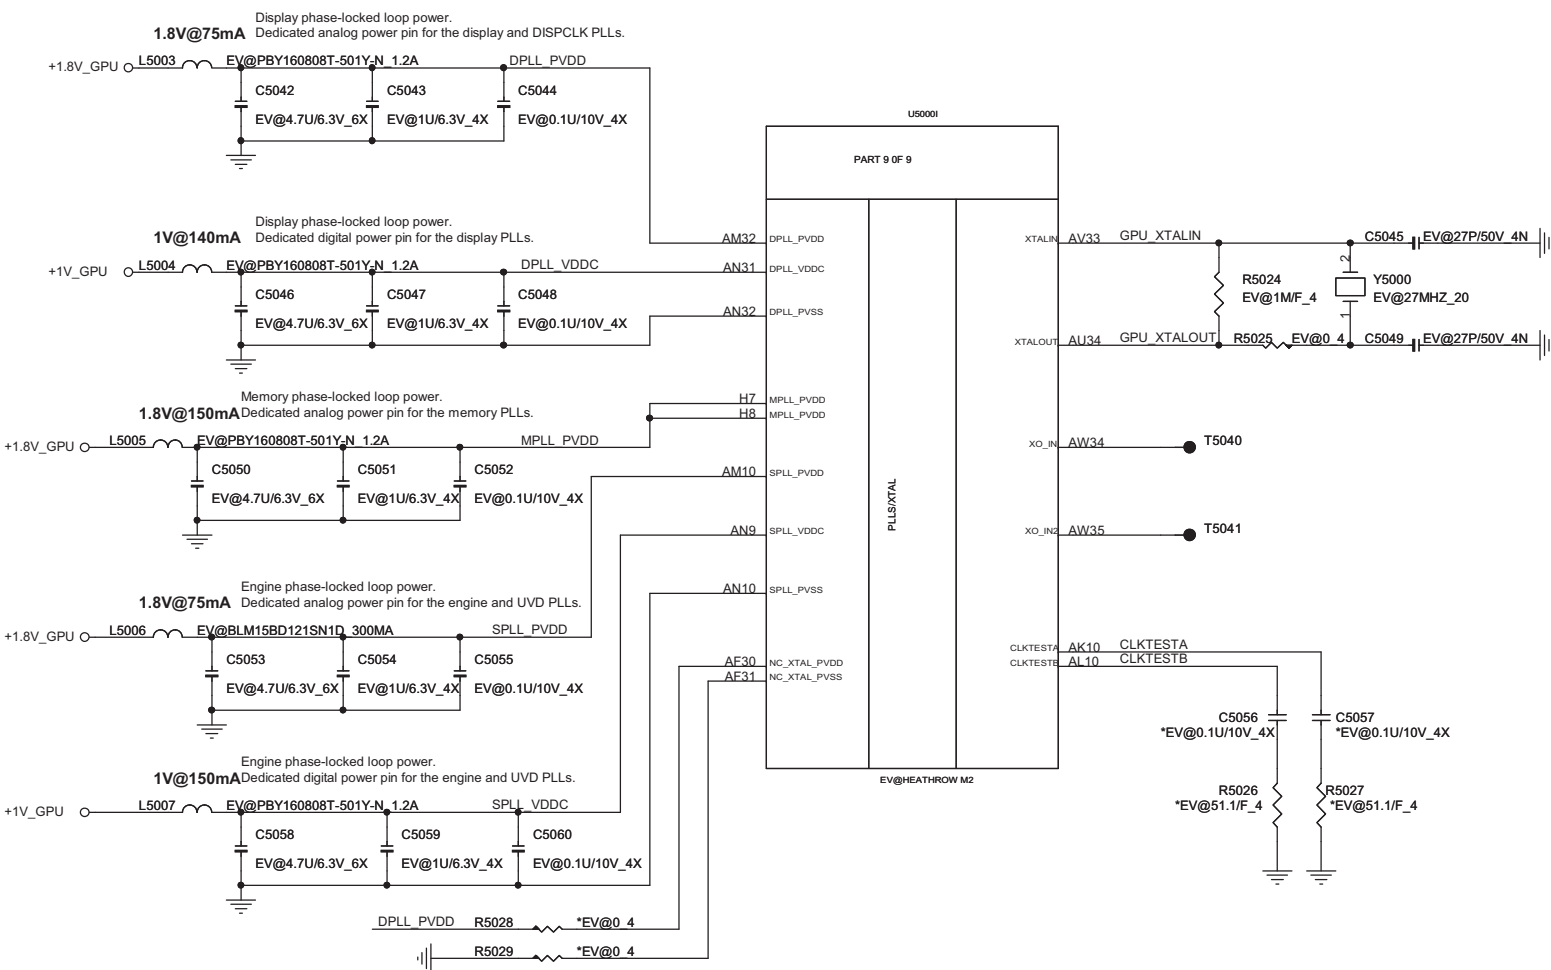 Display phase-locked loop power.
1.8V@75mA Dedicated analog power pin for the display and DISPCLK PLLs.
+1.8V_GPU L5003 EV@PBY160808T-501Y-N_1.2A DPLL_PVDD
C5042 C5043 C5044
EV@4.7U/6.3V_6X EV@1U/6.3V_4X EV@0.1U/10V_4X
U5000I
PART 9 0F 9
Display phase-locked loop power.
1V@140mA Dedicated digital power pin for the display PLLs.
+1V_GPU L5004 EV@PBY160808T-501Y-N_1.2A DPLL_VDDC
C5046 C5047 C5048
EV@4.7U/6.3V_6X EV@1U/6.3V_4X EV@0.1U/10V_4X
AM32 DPLL_PVDD
AN31 DPLL_VDDC
AN32 DPLL_PVSS
XTALIN AV33 GPU_XTALIN C5045 EV@27P/50V_4N
R5024
EV@1M/F_4
2
Y5000
EV@27MHZ_20
1
XTALOUT AU34 GPU_XTALOUT R5025 EV@0_4 C5049 EV@27P/50V_4N
Memory phase-locked loop power.
1.8V@150mA Dedicated analog power pin for the memory PLLs.
+1.8V_GPU L5005 EV@PBY160808T-501Y-N_1.2A MPLL_PVDD
C5050 C5051 C5052
EV@4.7U/6.3V_6X EV@1U/6.3V_4X EV@0.1U/10V_4X
H7 MPLL_PVDD
H8 MPLL_PVDD
AM10 SPLL_PVDD
AN9 SPLL_VDDC
AN10 SPLL_PVSS
PLLS/XTAL
XO_IN AW34 T5040
XO_IN2 AW35 T5041
Engine phase-locked loop power.
1.8V@75mA Dedicated analog power pin for the engine and UVD PLLs.
+1.8V_GPU L5006 EV@BLM15BD121SN1D_300MA SPLL_PVDD
C5053 C5054 C5055
EV@4.7U/6.3V_6X EV@1U/6.3V_4X EV@0.1U/10V_4X
AF30 NC_XTAL_PVDD
AF31 NC_XTAL_PVSS
CLKTESTA AK10 CLKTESTA
CLKTESTB AL10 CLKTESTB
C5056 C5057
*EV@0.1U/10V_4X *EV@0.1U/10V_4X
R5026 R5027
*EV@51.1/F_4 *EV@51.1/F_4
EV@HEATHROW M2
Engine phase-locked loop power.
1V@150mA Dedicated digital power pin for the engine and UVD PLLs.
+1V_GPU L5007 EV@PBY160808T-501Y-N_1.2A SPLL_VDDC
C5058 C5059 C5060
EV@4.7U/6.3V_6X EV@1U/6.3V_4X EV@0.1U/10V_4X
DPLL_PVDD R5028 *EV@0_4
R5029 *EV@0_4